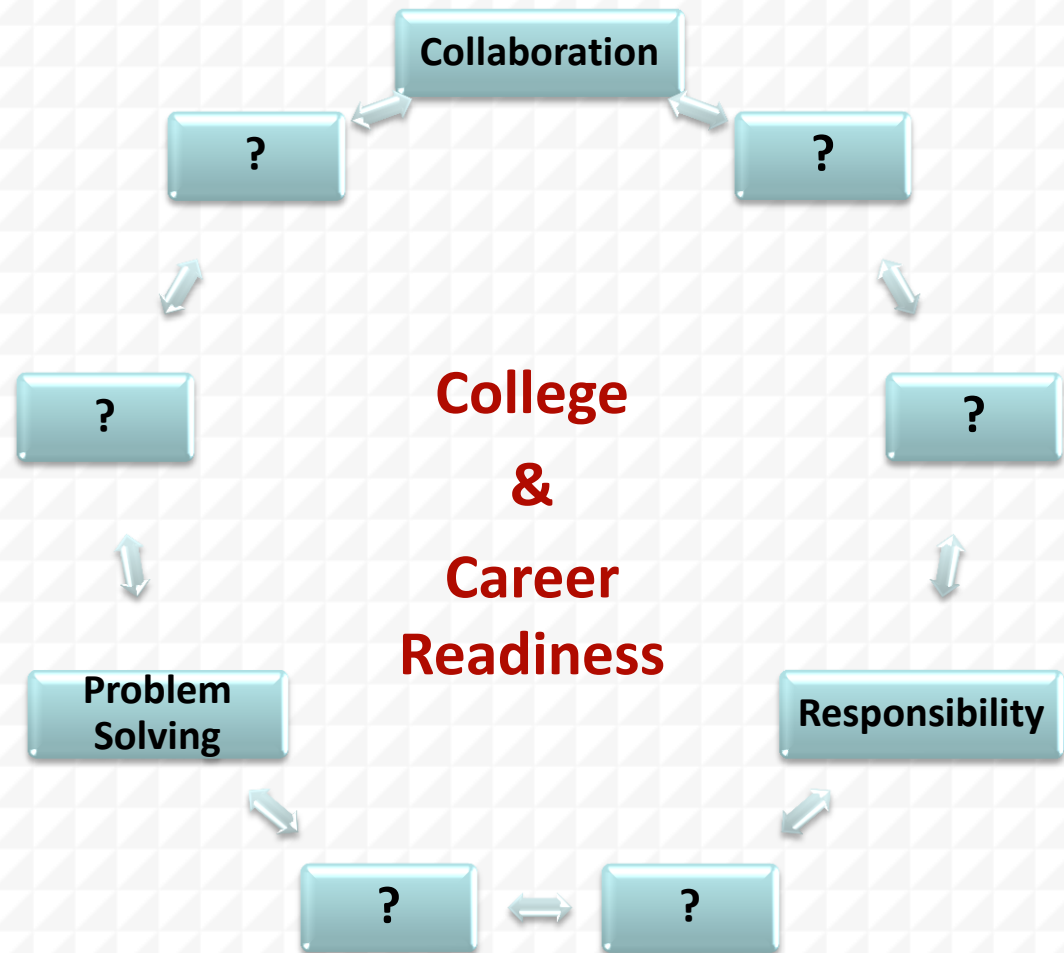 Collaboration
?
?
?
?
College
&
Career
Readiness
Problem
Solving
Responsibility
?
?